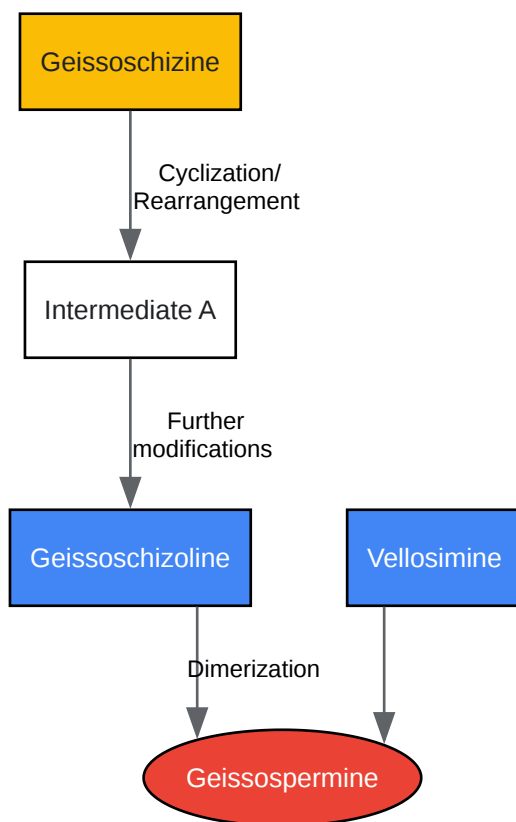 Geissoschizine
Cyclization/
Rearrangement
Intermediate A
Further
modifications
Geissoschizoline
Vellosimine
Dimerization
Geissospermine